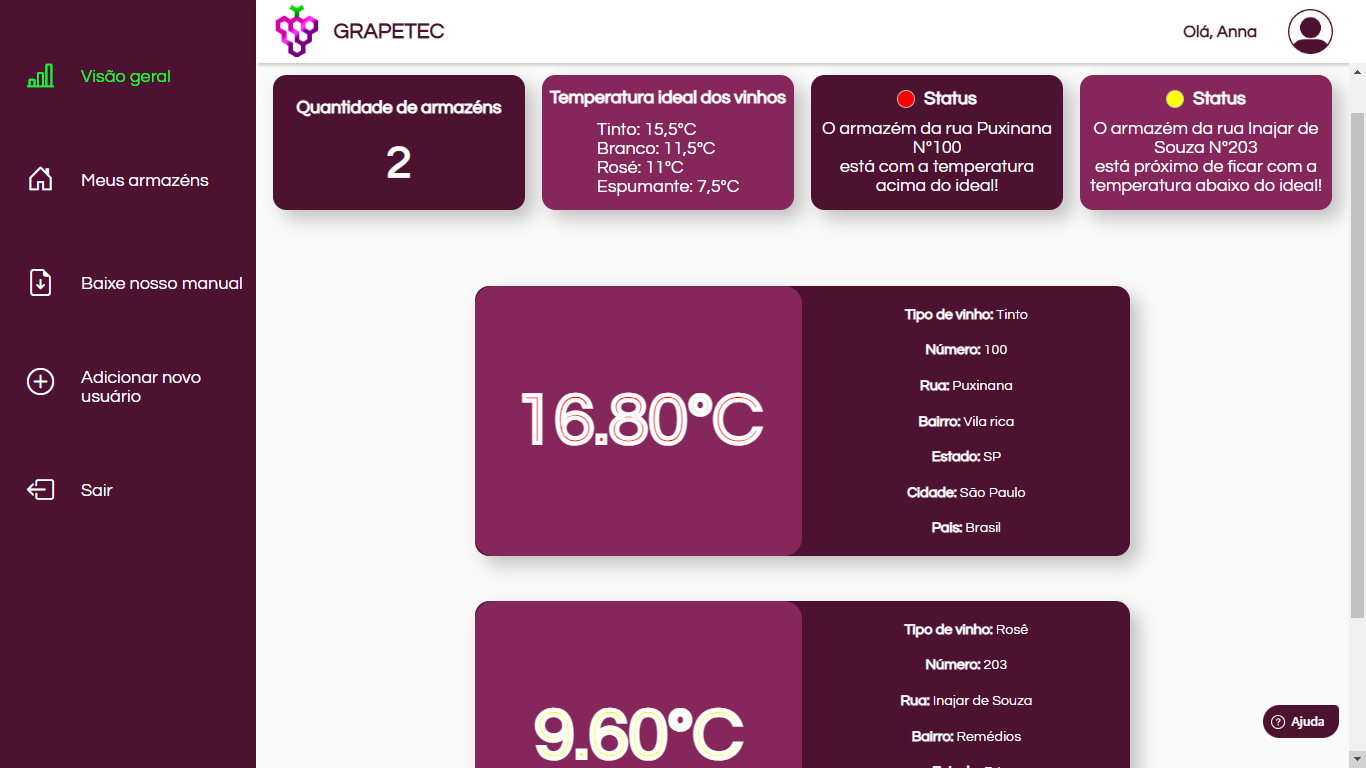 GRAPETEC
Olá, Anna
Visão geral
Meus armazéns
Baixe nosso manual
Adicionar novo
usuário
Sair
Quantidade de armazéns
2
Temperatura ideal dos vinhos
Tinto: 15,5°C
Branco: 11,5°C
Rosé: 11°C
Espumante: 7,5°C
Status
O armazém da rua Puxinana
N°100
está com a temperatura
acima do ideal!
Status
O armazém da rua Inajar de
Souza N°203
está próximo de ficar com a
temperatura abaixo do ideal!
16.80°C
Tipo de vinho: Tinto
Número: 100
Rua: Puxinana
Bairro: Vila rica
Estado: SP
Cidade: São Paulo
Pais: Brasil
9.60°C
Tipo de vinho: Rosê
Número: 203
Rua: Inajar de Souza
Bairro: Remédios
Ajuda